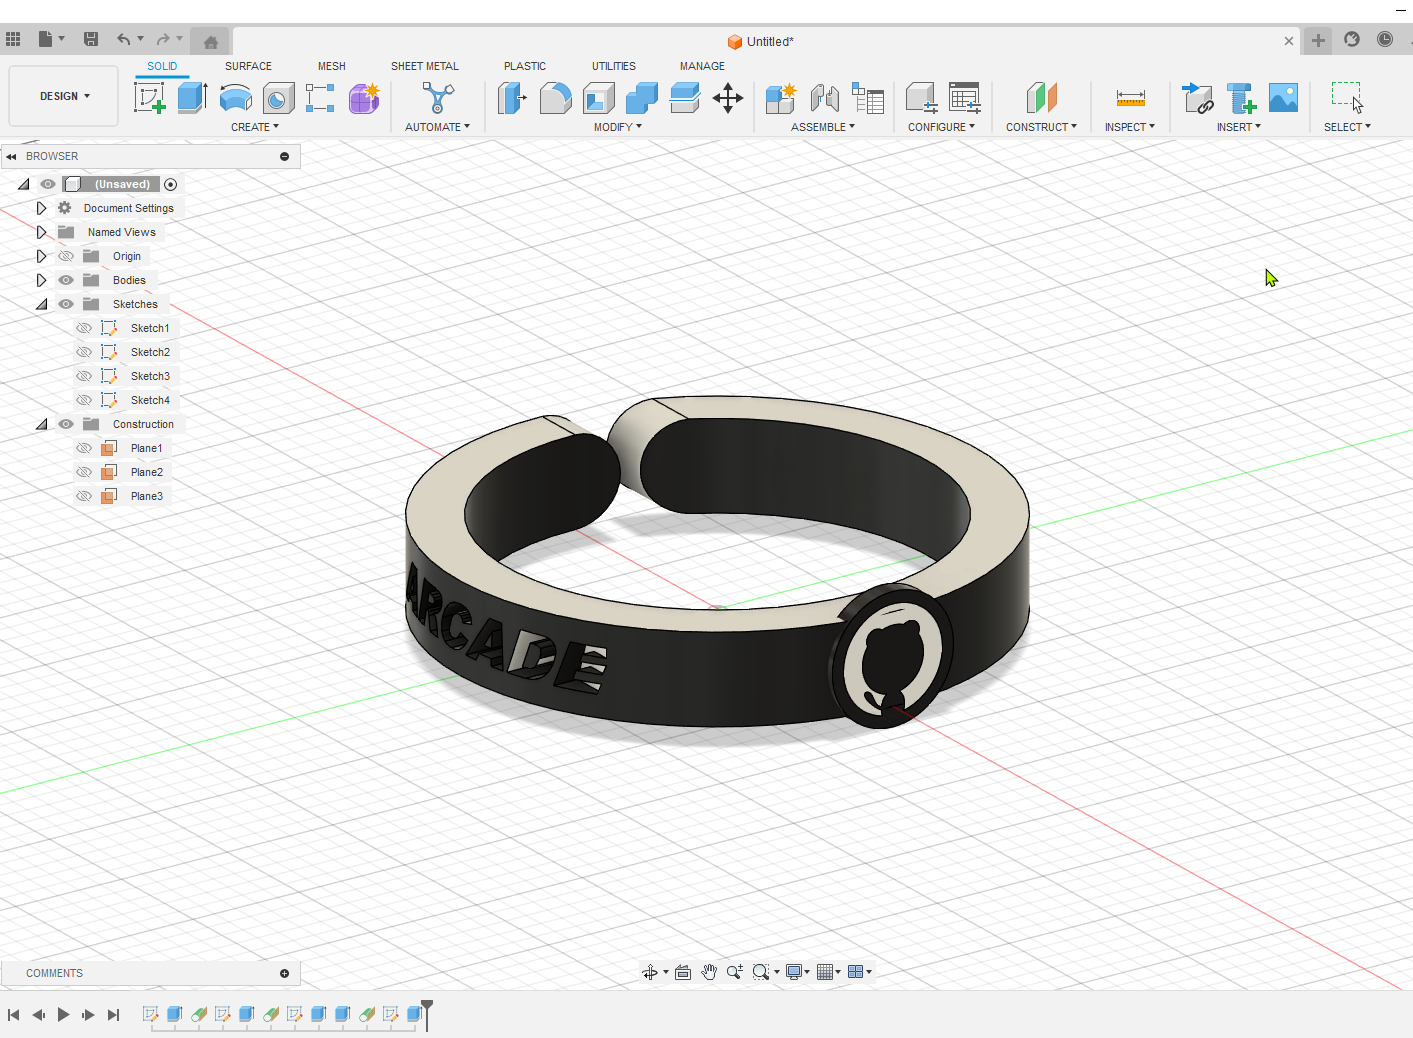 Untitled*
SOLID SURFACE MESH SHEET METAL PLASTIC UTILITIES MANAGE
DESIGN
CREATE AUTOMATE MODIFY ASSEMBLE CONFIGURE CONSTRUCT INSPECT INSERT SELECT
BROWSER
(Unsaved)
Document Settings
Named Views
Origin
Bodies
Sketches
Sketch1
Sketch2
Sketch3
Sketch4
Construction
Plane1
Plane2
Plane3
ARCADE
COMMENTS